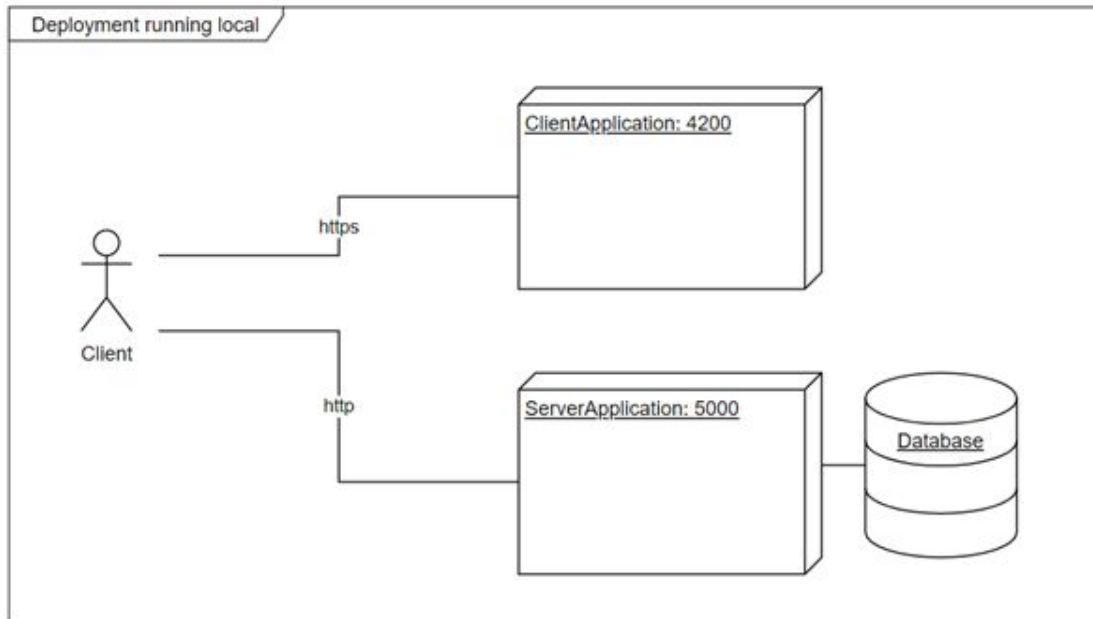 Deployment running local
ClientApplication: 4200
https
Client
http
ServerApplication: 5000
Database